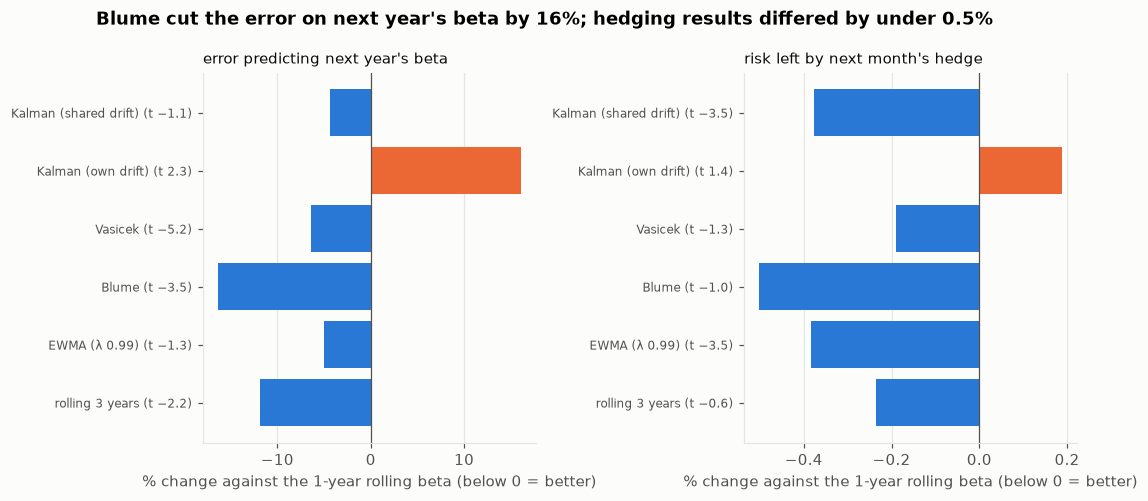 Blume cut the error on next year's beta by 16%; hedging results differed by under 0.5%
error predicting next year's beta
Kalman (shared drift) (t −1.1)
Kalman (own drift) (t 2.3)
Vasicek (t −5.2)
Blume (t −3.5)
EWMA (λ 0.99) (t −1.3)
rolling 3 years (t −2.2)
−10 0 10
% change against the 1-year rolling beta (below 0 = better)
risk left by next month's hedge
Kalman (shared drift) (t −3.5)
Kalman (own drift) (t 1.4)
Vasicek (t −1.3)
Blume (t −1.0)
EWMA (λ 0.99) (t −3.5)
rolling 3 years (t −0.6)
−0.4 −0.2 0.0 0.2
% change against the 1-year rolling beta (below 0 = better)